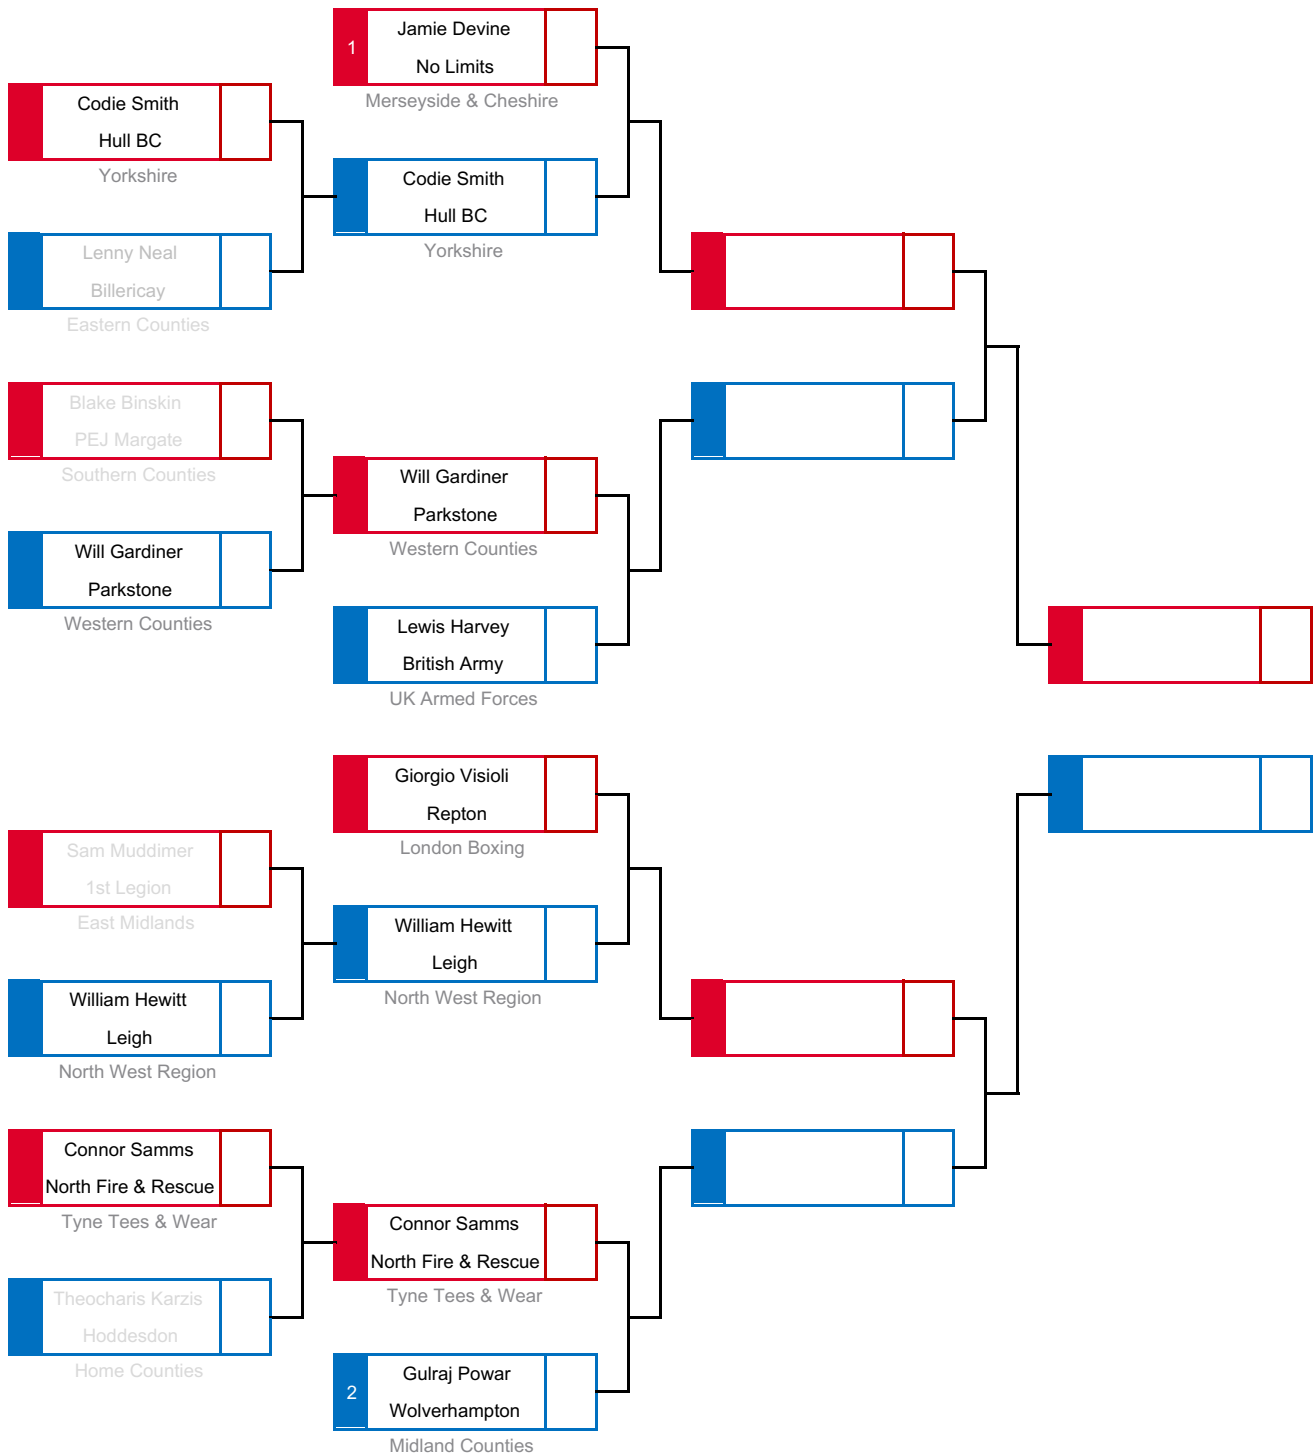 1
Jamie Devine
No Limits
Merseyside & Cheshire
Codie Smith
Hull BC
Yorkshire
Codie Smith
Hull BC
Yorkshire
Lenny Neal
Billericay
Eastern Counties
Blake Binskin
PEJ Margate
Southern Counties
Will Gardiner
Parkstone
Western Counties
Will Gardiner
Parkstone
Western Counties
Lewis Harvey
British Army
UK Armed Forces
Giorgio Visioli
Repton
London Boxing
Sam Muddimer
1st Legion
East Midlands
William Hewitt
Leigh
North West Region
William Hewitt
Leigh
North West Region
Connor Samms
North Fire & Rescue
Tyne Tees & Wear
Connor Samms
North Fire & Rescue
Tyne Tees & Wear
Theocharis Karzis
Hoddesdon
Home Counties
2
Gulraj Powar
Wolverhampton
Midland Counties